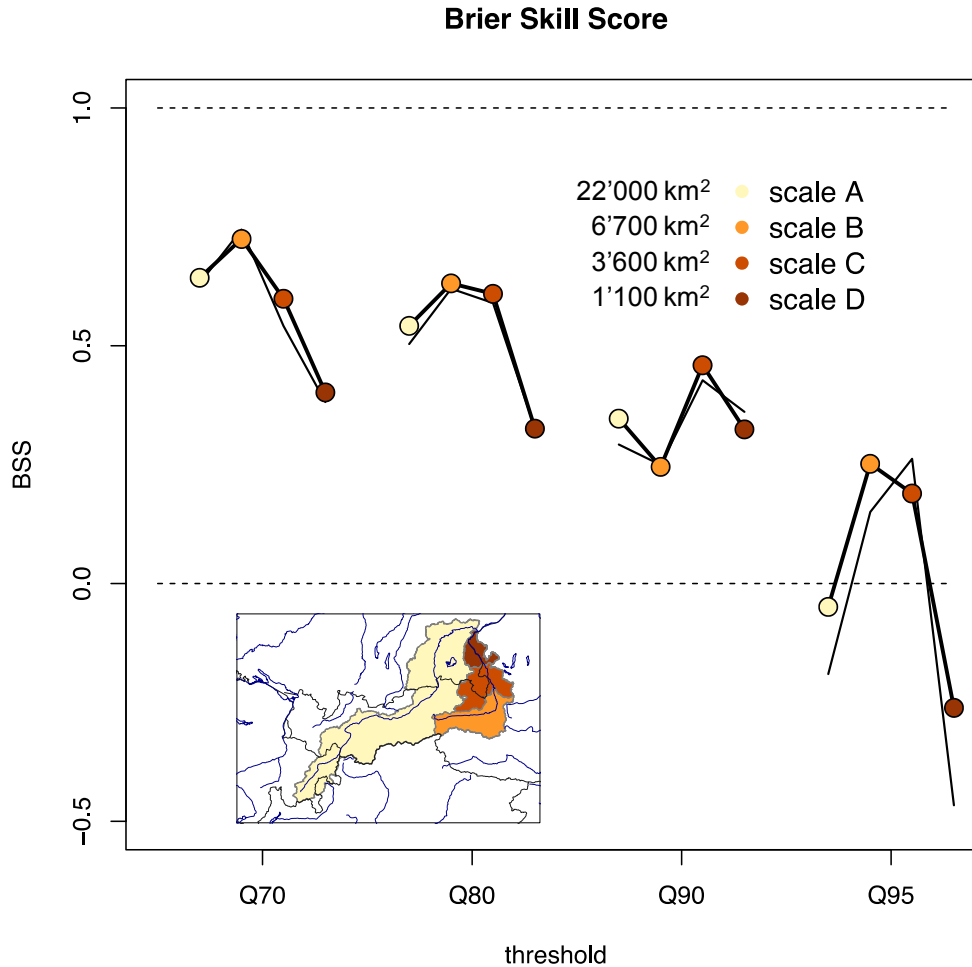 Brier Skill Score
1.0
22’000 km² scale A
6’700 km² scale B
3’600 km² scale C
1’100 km² scale D
0.5
BSS
0.0
−0.5
Q70 Q80 Q90 Q95
threshold